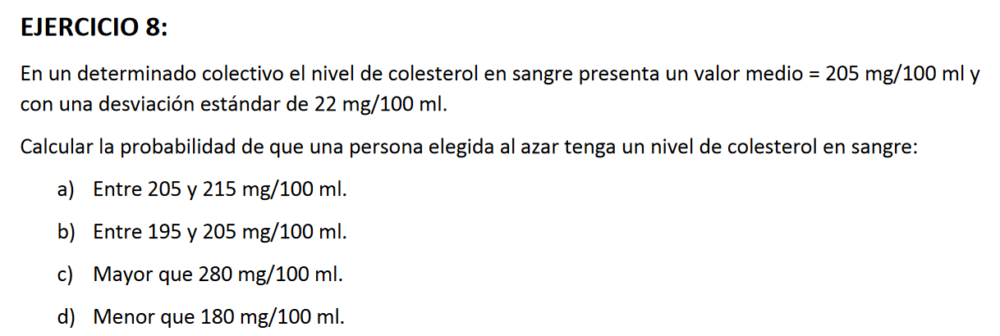 EJERCICIO 8:
En un determinado colectivo el nivel de colesterol en sangre presenta un valor medio = 205 mg/100 ml y
con una desviación estándar de 22 mg/100 ml.
Calcular la probabilidad de que una persona elegida al azar tenga un nivel de colesterol en sangre:
a) Entre 205 y 215 mg/100 ml.
b) Entre 195 y 205 mg/100 ml.
c) Mayor que 280 mg/100 ml.
d) Menor que 180 mg/100 ml.